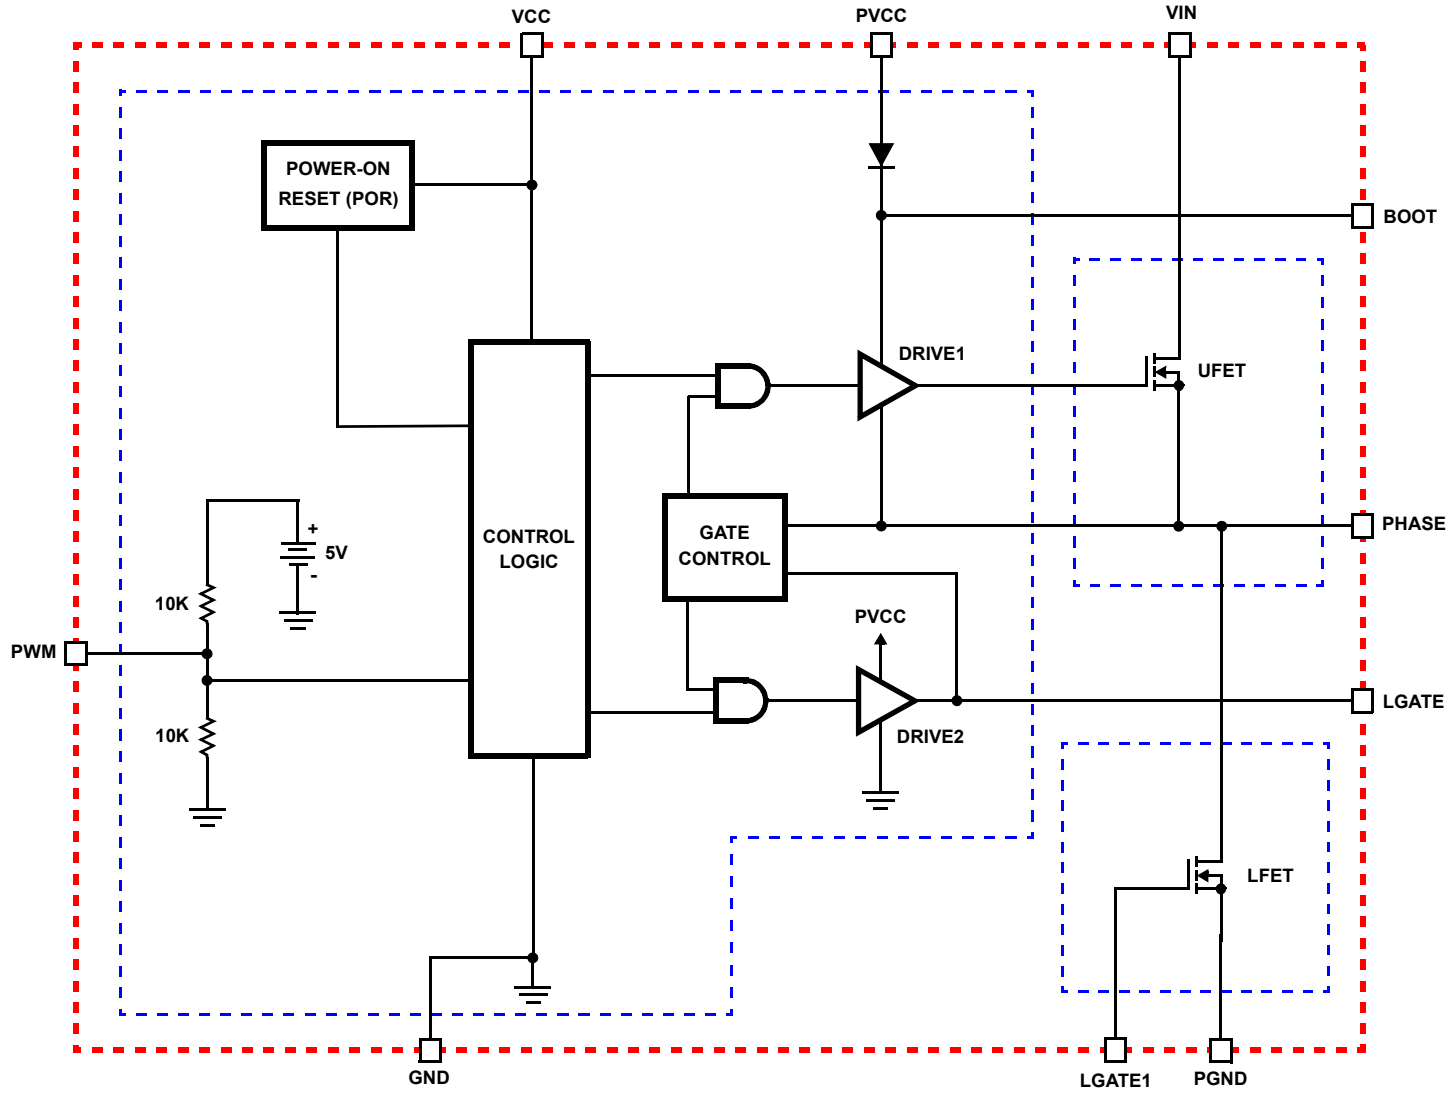 VCC
PVCC
VIN
POWER-ON
RESET (POR)
BOOT
DRIVE1
UFET
CONTROL
LOGIC
GATE
CONTROL
PHASE
+
5V
-
10K
PVCC
PWM
LGATE
10K
DRIVE2
LFET
GND
LGATE1
PGND